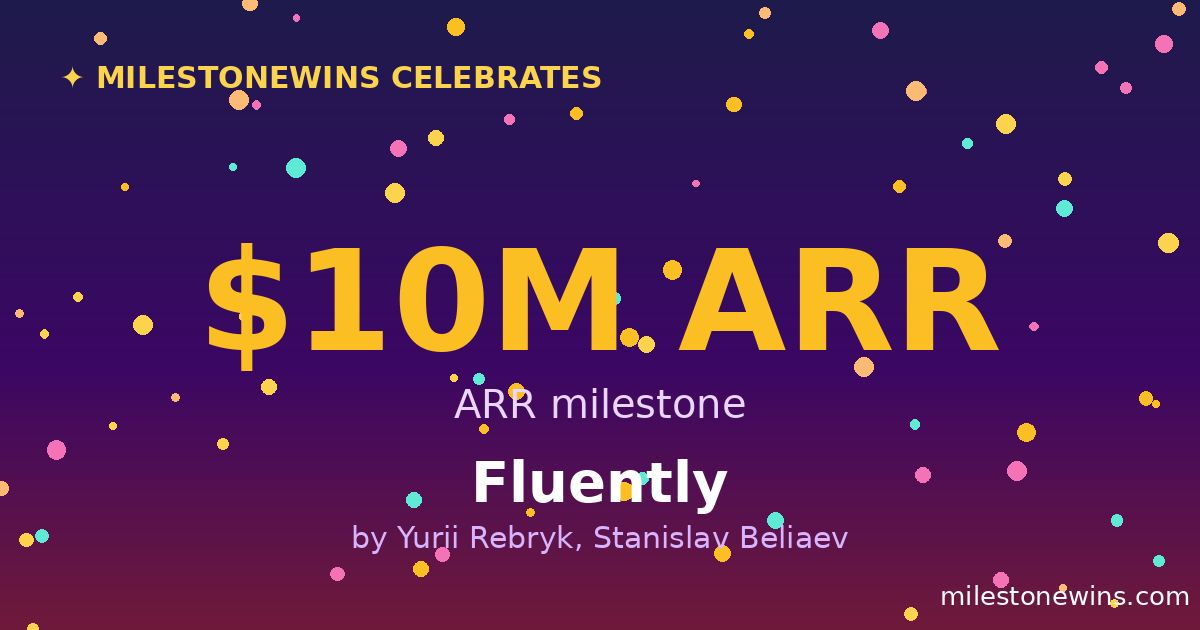 ✦ MILESTONEWINS CELEBRATES
$10M ARR
ARR milestone
Fluently
by Yurii Rebryk, Stanislav Beliaev
milestonewins.com